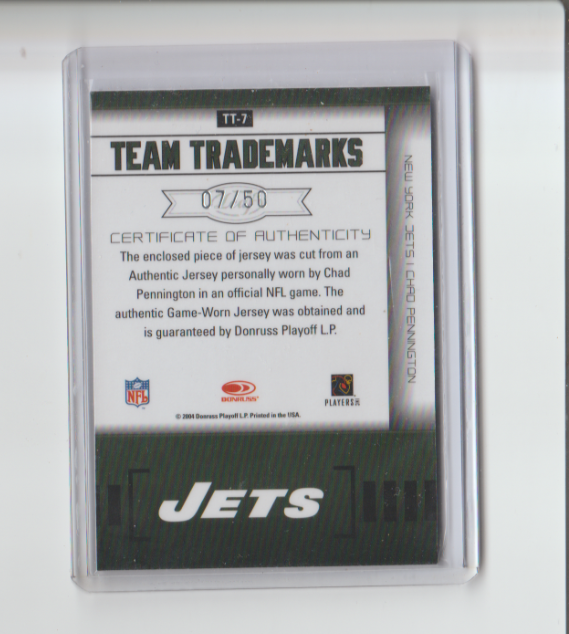 TT-7
TEAM TRADEMARKS
07/50
CERTIFICATE OF AUTHENTICITY
The enclosed piece of jersey was cut from an
Authentic Jersey personally worn by Chad
Pennington in an official NFL game. The
authentic Game-Worn Jersey was obtained and
is guaranteed by Donruss Playoff L.P.
NFL
DONRUSS
PLAYERS INC
© 2004 Donruss Playoff L.P. Printed in the USA.
NEW YORK JETS | CHAD PENNINGTON
JETS